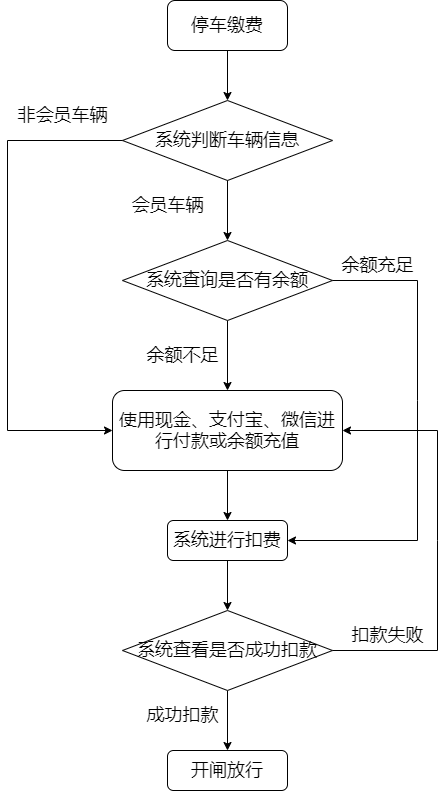 停车缴费
非会员车辆
系统判断车辆信息
会员车辆
余额充足
系统查询是否有余额
余额不足
使用现金、支付宝、微信进
行付款或余额充值
系统进行扣费
扣款失败
系统查看是否成功扣款
成功扣款
开闸放行